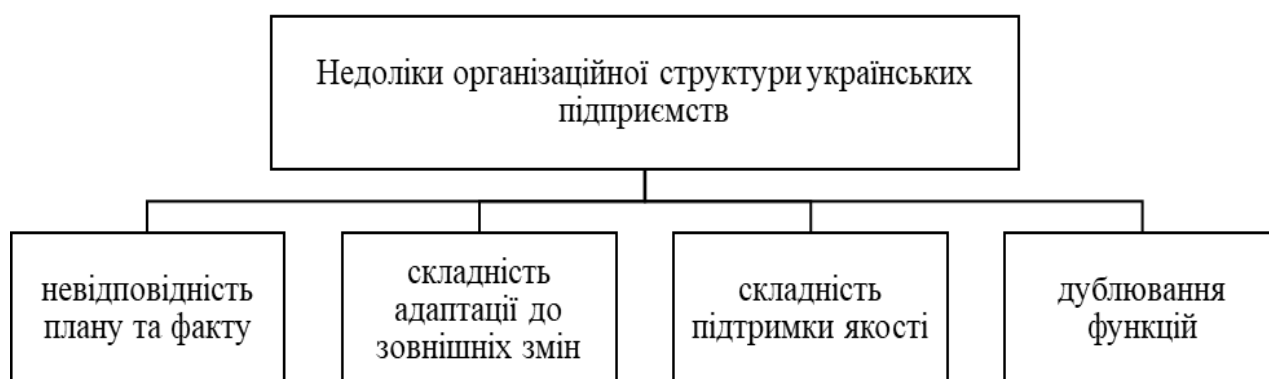 Недоліки організаційної структури українських
підприємств
невідповідність
плану та факту
складність
адаптації до
зовнішніх змін
складність
підтримки якості
дублювання
функцій